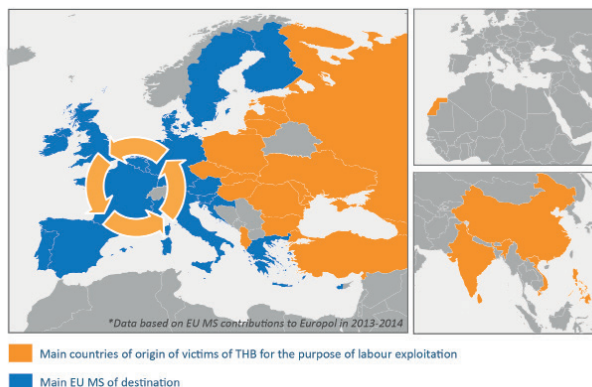 *Data based on EU MS contributions to Europol in 2013-2014
Main countries of origin of victims of THB for the purpose of labour exploitation
Main EU MS of destination